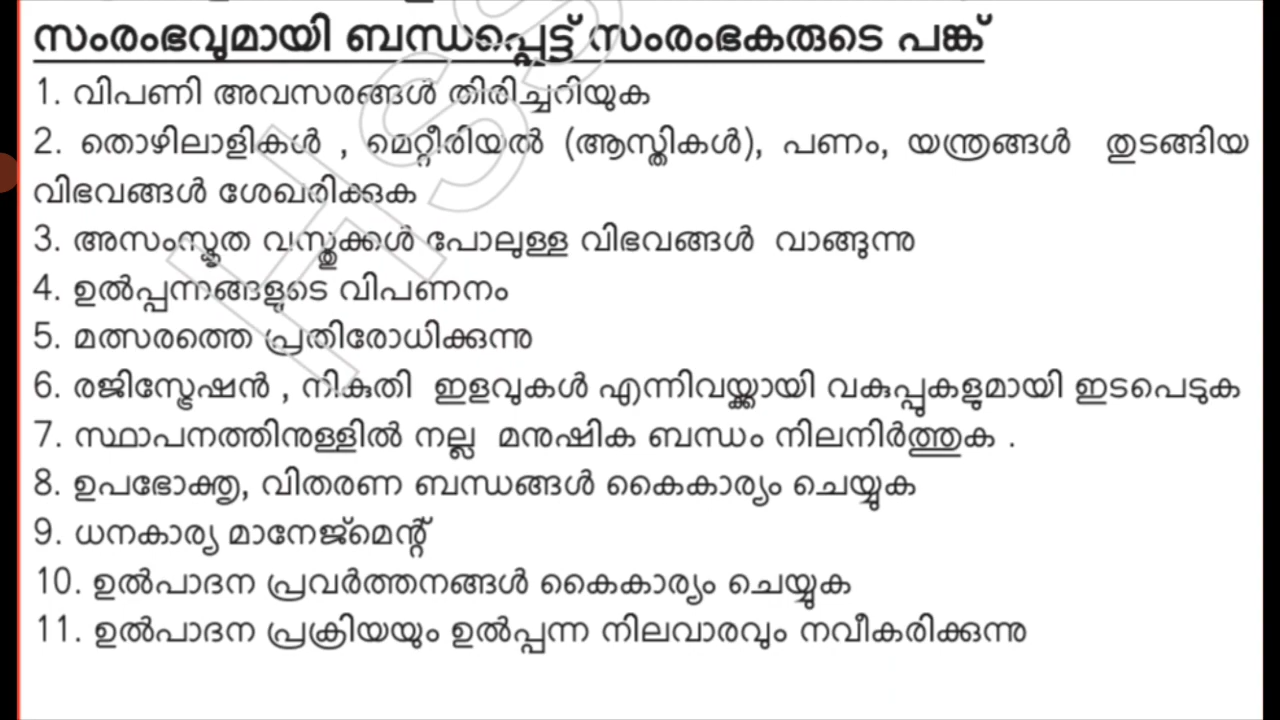 സംരംഭവുമായി ബന്ധപ്പെട്ട് സംരംഭകരുടെ പങ്ക്
1. വിപണി അവസരങ്ങൾ തിരിച്ചറിയുക
2. തൊഴിലാളികൾ , മെറ്റീരിയൽ (ആസ്തികൾ), പണം, യന്ത്രങ്ങൾ തുടങ്ങിയ
വിഭവങ്ങൾ ശേഖരിക്കുക
3. അസംസ്കൃത വസ്തുക്കൾ പോലുള്ള വിഭവങ്ങൾ വാങ്ങുന്നു
4. ഉൽപ്പന്നങ്ങളുടെ വിപണനം
5. മത്സരത്തെ പ്രതിരോധിക്കുന്നു
6. രജിസ്ട്രേഷൻ , നികുതി ഇളവുകൾ എന്നിവയ്ക്കായി വകുപ്പുകളുമായി ഇടപെടുക
7. സ്ഥാപനത്തിനുള്ളിൽ നല്ല മനുഷിക ബന്ധം നിലനിർത്തുക .
8. ഉപഭോക്തൃ, വിതരണ ബന്ധങ്ങൾ കൈകാര്യം ചെയ്യുക
9. ധനകാര്യ മാനേജ്മെന്റ്
10. ഉൽപാദന പ്രവർത്തനങ്ങൾ കൈകാര്യം ചെയ്യുക
11. ഉൽപാദന പ്രക്രിയയും ഉൽപ്പന്ന നിലവാരവും നവീകരിക്കുന്നു